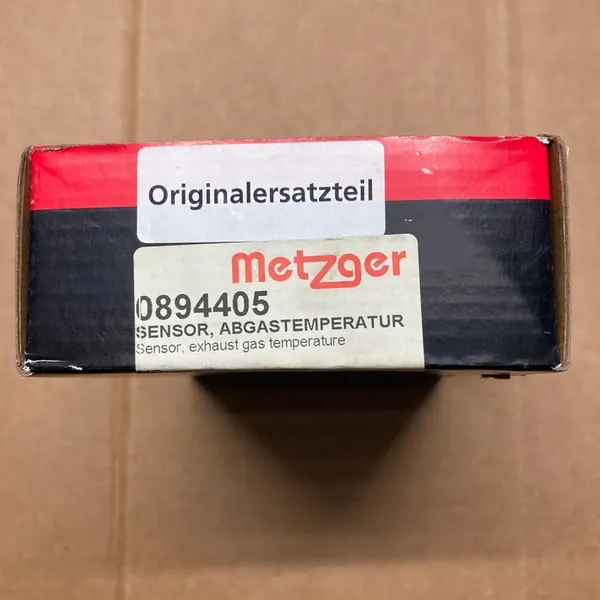 Originalersatzteil
metzger
0894405
SENSOR, ABGASTEMPERATUR
Sensor, exhaust gas temperature